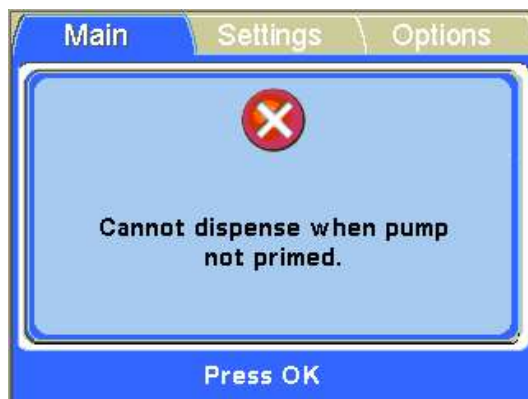 Main Settings Options
Cannot dispense when pump
not primed.
Press OK